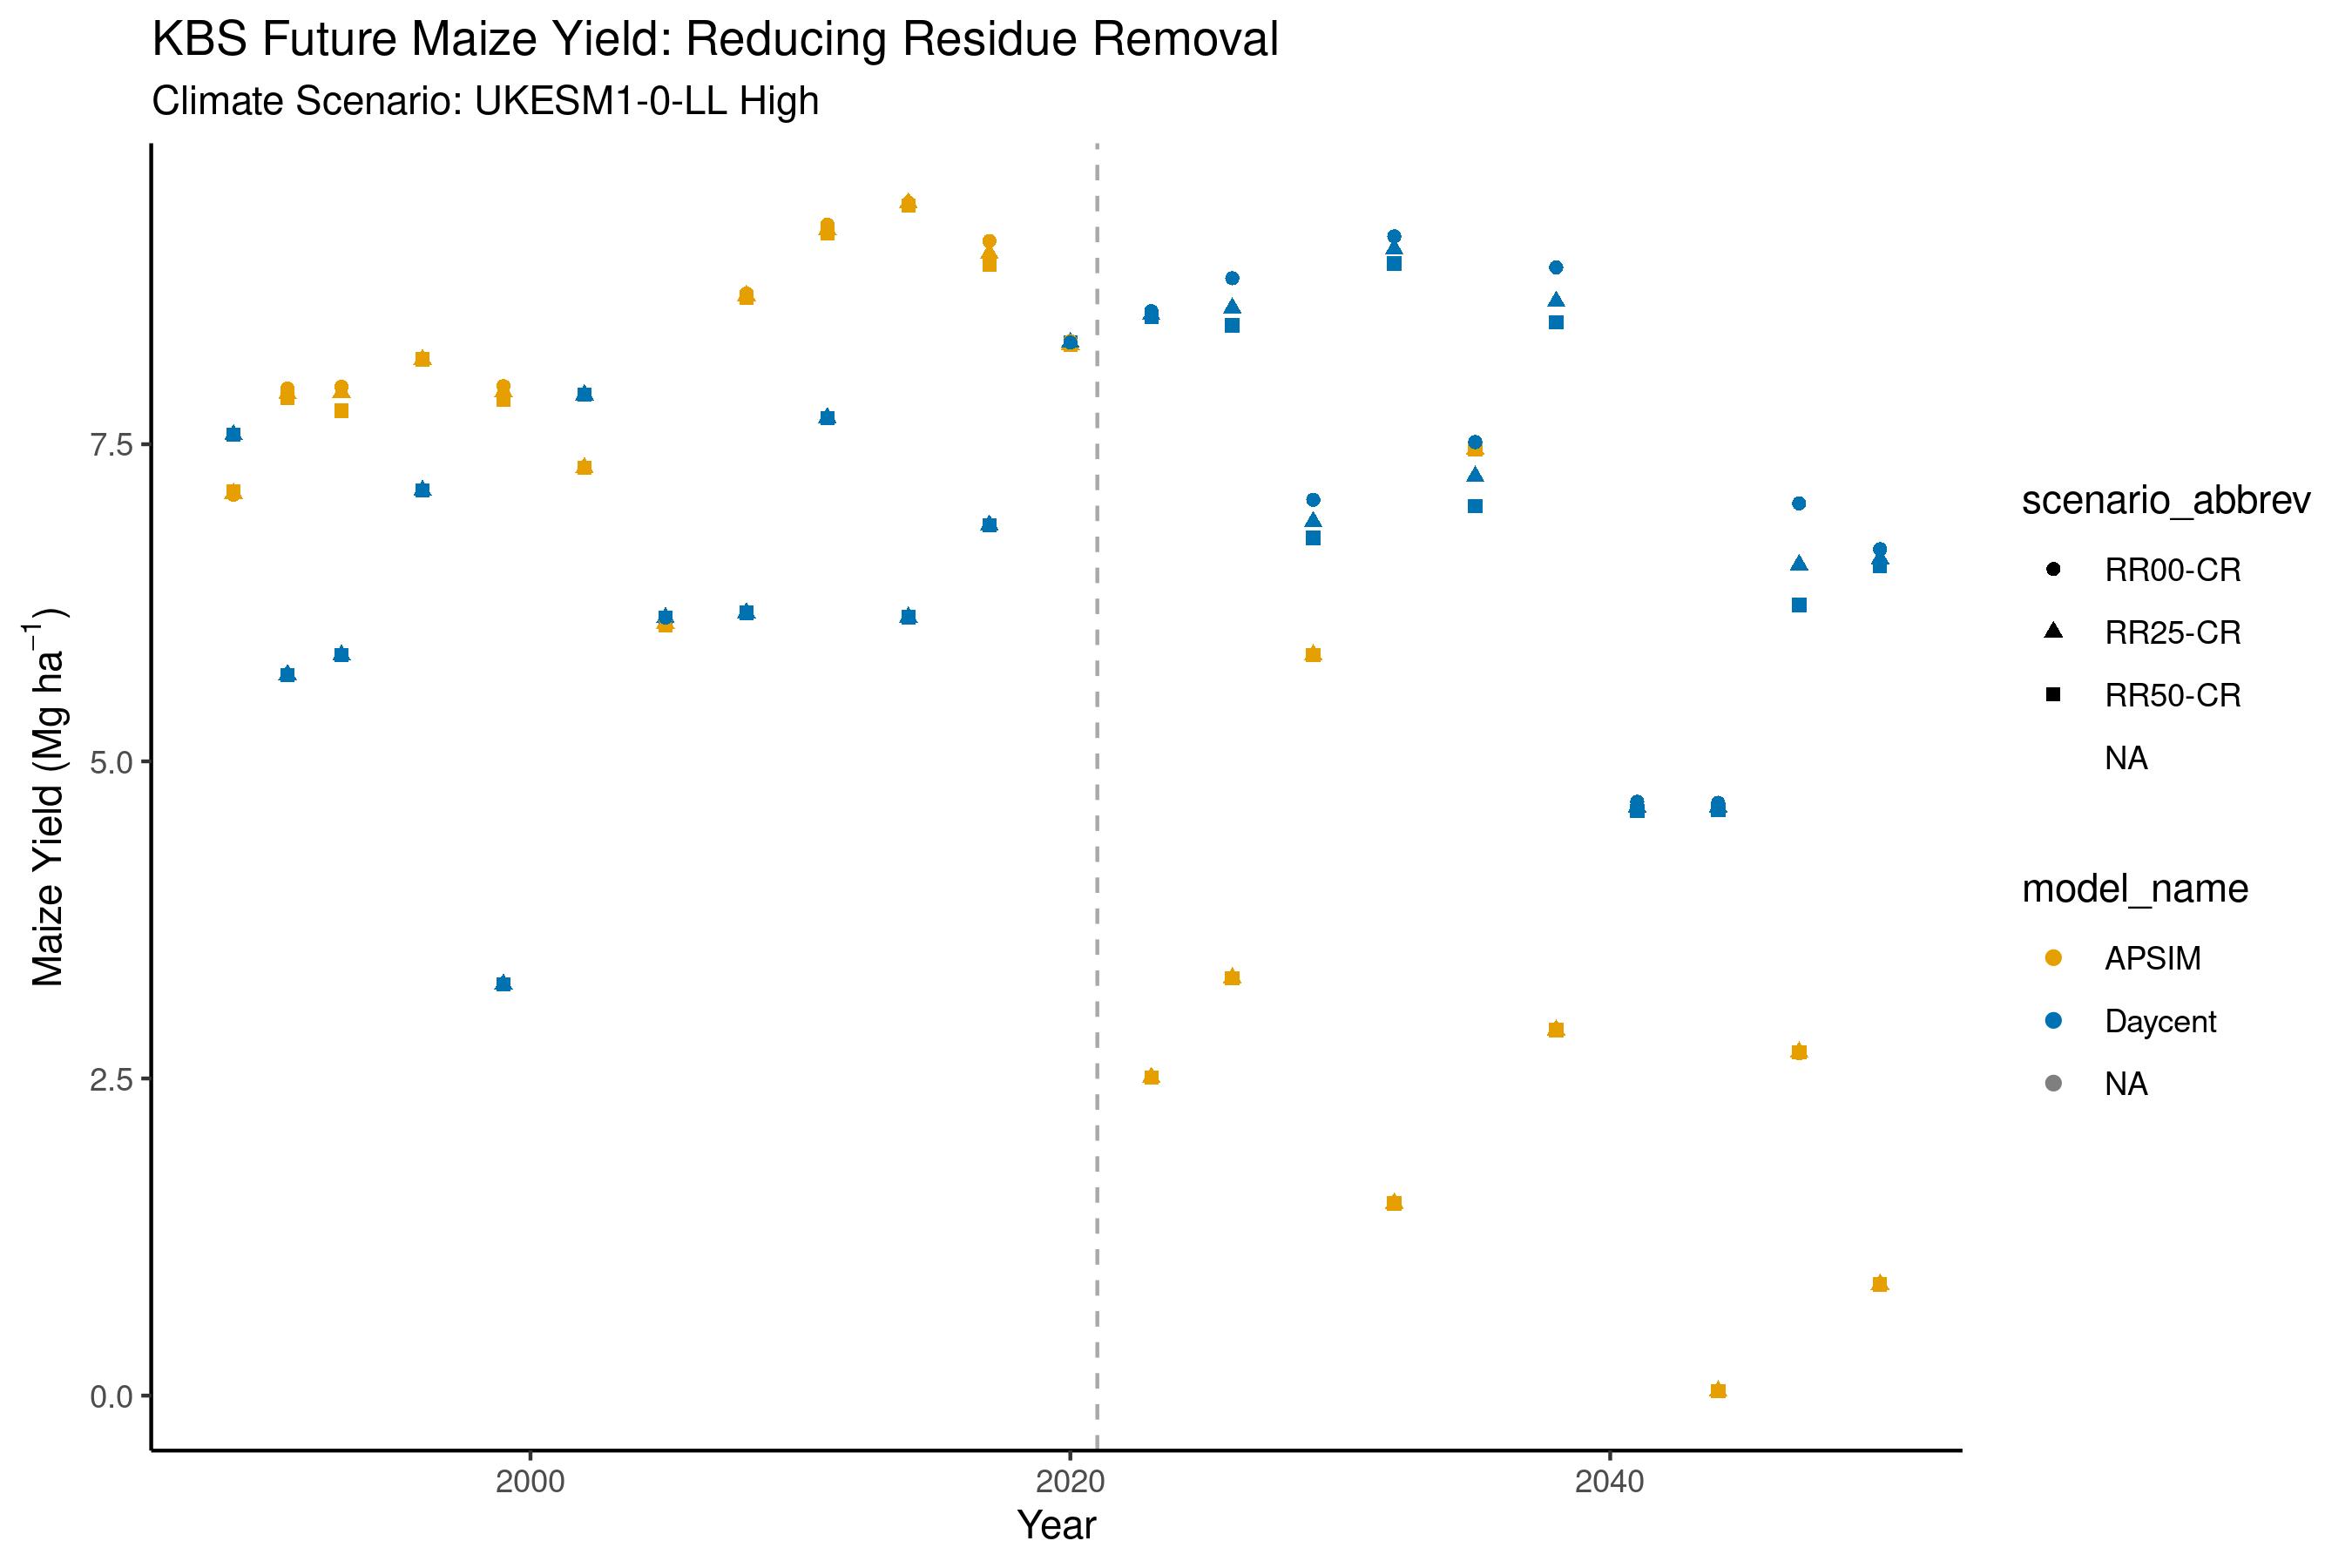 KBS Future Maize Yield: Reducing Residue Removal
Climate Scenario: UKESM1-0-LL High
Maize Yield (Mg ha⁻¹)
7.5
5.0
2.5
0.0
2000
2020
2040
Year
scenario_abbrev
RR00-CR
RR25-CR
RR50-CR
NA
model_name
APSIM
Daycent
NA